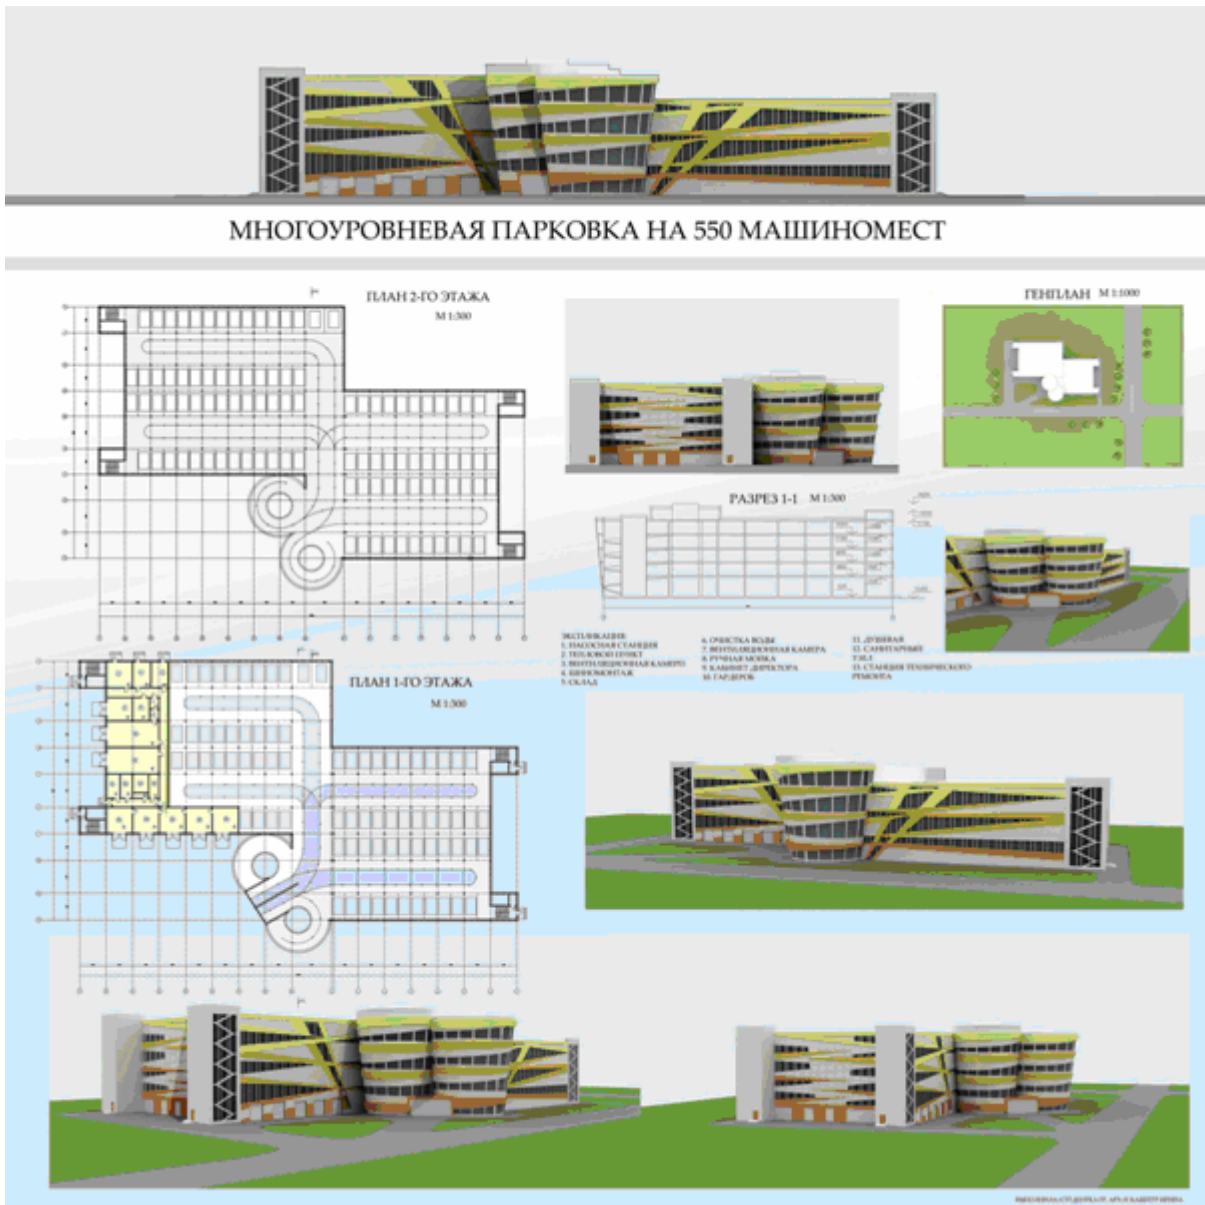 МНОГОУРОВНЕВАЯ ПАРКОВКА НА 550 МАШИНОМЕСТ
ПЛАН 2-ГО ЭТАЖА
М 1:300
ГЕНПЛАН М 1:1000
РАЗРЕЗ 1-1 М 1:300
ЭКСПЛИКАЦИЯ:
1. НАСОСНАЯ СТАНЦИЯ
2. ТЕПЛОВОЙ ПУНКТ
3. ВЕНТИЛЯЦИОННАЯ КАМЕРА
4. ШИНОМОНТАЖ
5. СКЛАД
6. ОЧИСТКА ВОДЫ
7. ВЕНТИЛЯЦИОННАЯ КАМЕРА
8. РУЧНАЯ МОЙКА
9. КАБИНЕТ ДИРЕКТОРА
10. ГАРДЕРОБ
11. ДУШЕВАЯ
12. САНИТАРНЫЙ
УЗЕЛ
13. СТАНЦИЯ ТЕХНИЧЕСКОГО
РЕМОНТА
ПЛАН 1-ГО ЭТАЖА
М 1:300